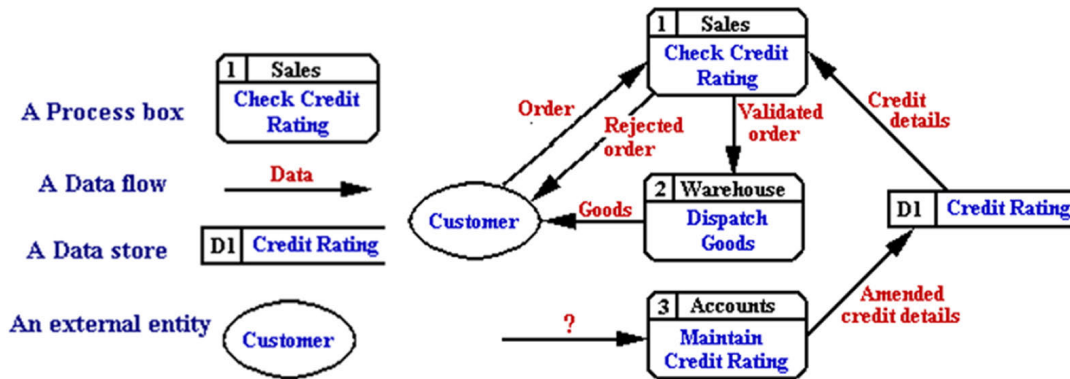 A Process box
1 Sales
Check Credit
Rating
A Data flow
Data
A Data store
D1 Credit Rating
An external entity
Customer
1 Sales
Check Credit
Rating
Order
Rejected
order
Validated
order
Credit
details
Customer
Goods
2 Warehouse
Dispatch
Goods
D1 Credit Rating
?
3 Accounts
Maintain
Credit Rating
Amended
credit details